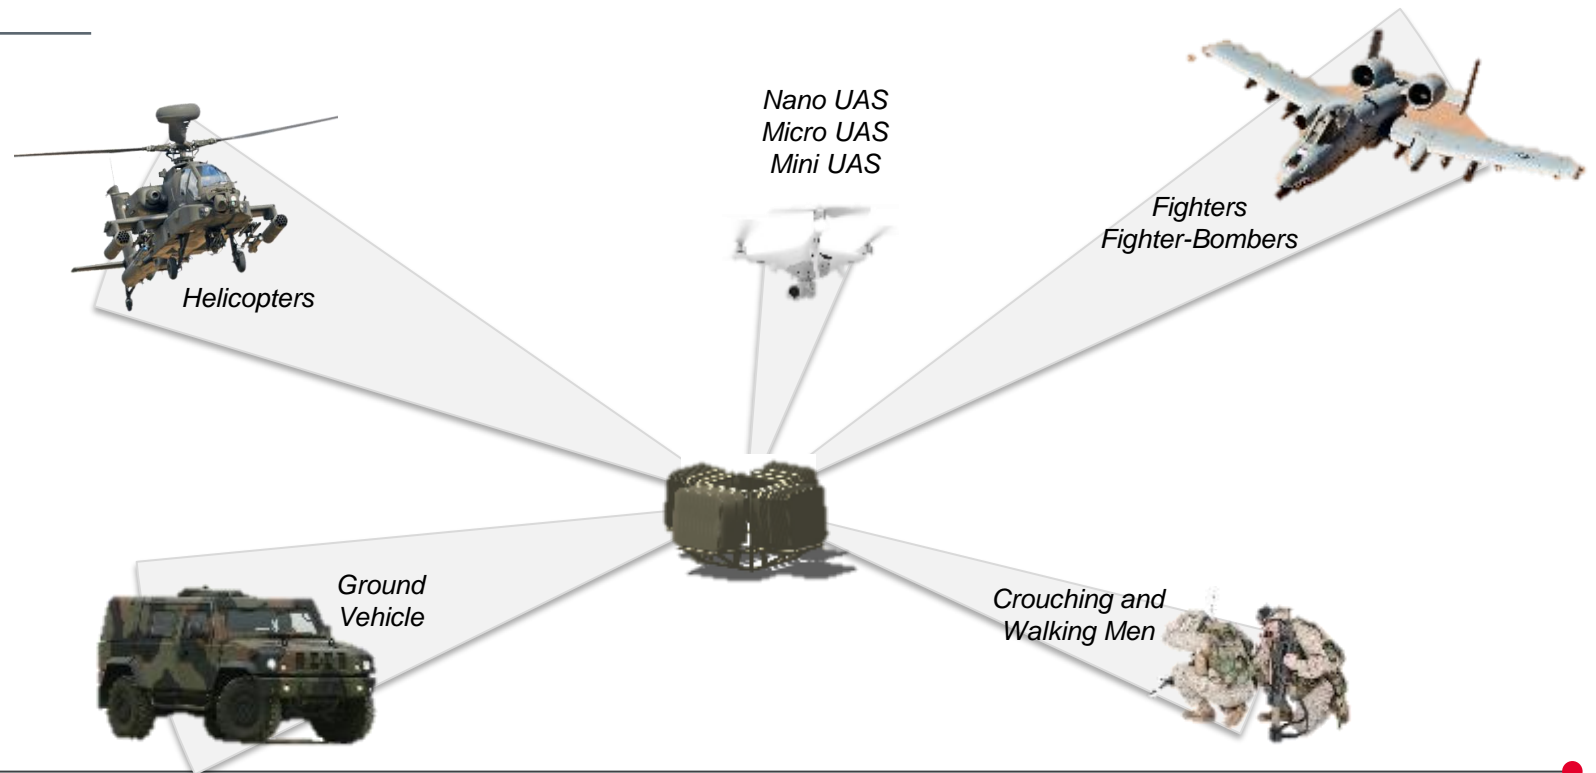 Nano UAS
Micro UAS
Mini UAS
Fighters
Fighter-Bombers
Helicopters
Ground
Vehicle
Crouching and
Walking Men